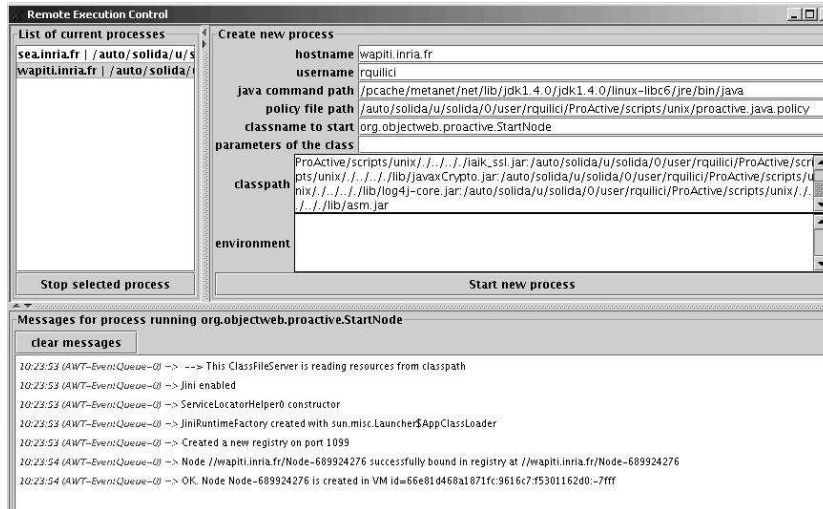 Remote Execution Control
List of current processes
sea.inria.fr | /auto/solida/u/s
wapiti.inria.fr | /auto/solida/
Stop selected process
Create new process
hostname wapiti.inria.fr
username rquilici
java command path /pcache/metanet/net/lib/jdk1.4.0/jdk1.4.0/linux-libc6/jre/bin/java
policy file path /auto/solida/u/solida/0/user/rquilici/ProActive/scripts/unix/proactive.java.policy
classname to start org.objectweb.proactive.StartNode
parameters of the class
classpath
ProActive/scripts/unix/./../.././iaik_ssl.jar:/auto/solida/u/solida/0/user/rquilici/ProActive/scri
pts/unix/./../.././lib/javaxCrypto.jar:/auto/solida/u/solida/0/user/rquilici/ProActive/scripts/u
nix/./../.././lib/log4j-core.jar:/auto/solida/u/solida/0/user/rquilici/ProActive/scripts/unix/./.
./.././lib/asm.jar
environment
Start new process
Messages for process running org.objectweb.proactive.StartNode
clear messages
10:23:53 (AWT-EventQueue-0) -> --> This ClassFileServer is reading resources from classpath
10:23:53 (AWT-EventQueue-0) -> Jini enabled
10:23:53 (AWT-EventQueue-0) -> ServiceLocatorHelper0 constructor
10:23:53 (AWT-EventQueue-0) -> JiniRuntimeFactory created with sun.misc.Launcher$AppClassLoader
10:23:53 (AWT-EventQueue-0) -> Created a new registry on port 1099
10:23:54 (AWT-EventQueue-0) -> Node //wapiti.inria.fr/Node-689924276 successfully bound in registry at //wapiti.inria.fr/Node-689924276
10:23:54 (AWT-EventQueue-0) -> OK. Node Node-689924276 is created in VM id=66e81d468a1871fc:9616c7:f5301162d0:-7fff